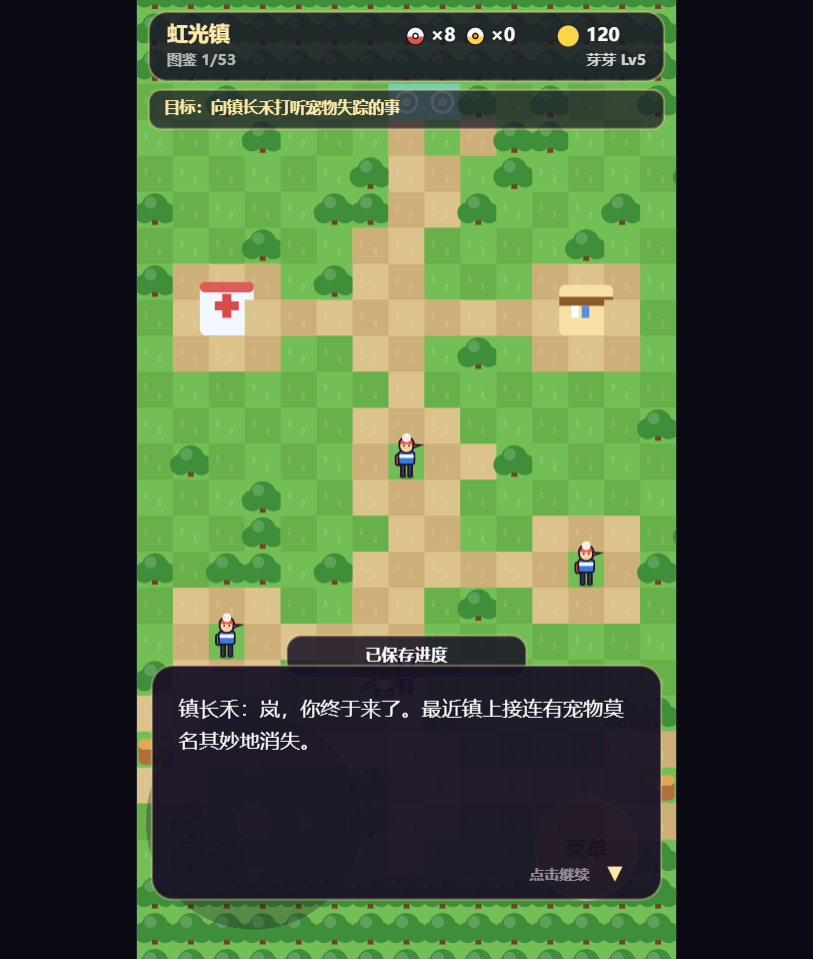 虹光镇
×8 ×0
120
图鉴 1/53
芽芽 Lv5
目标：向镇长禾打听宠物失踪的事
已保存进度
镇长禾：岚，你终于来了。最近镇上接连有宠物莫
名其妙地消失。
菜单
点击继续